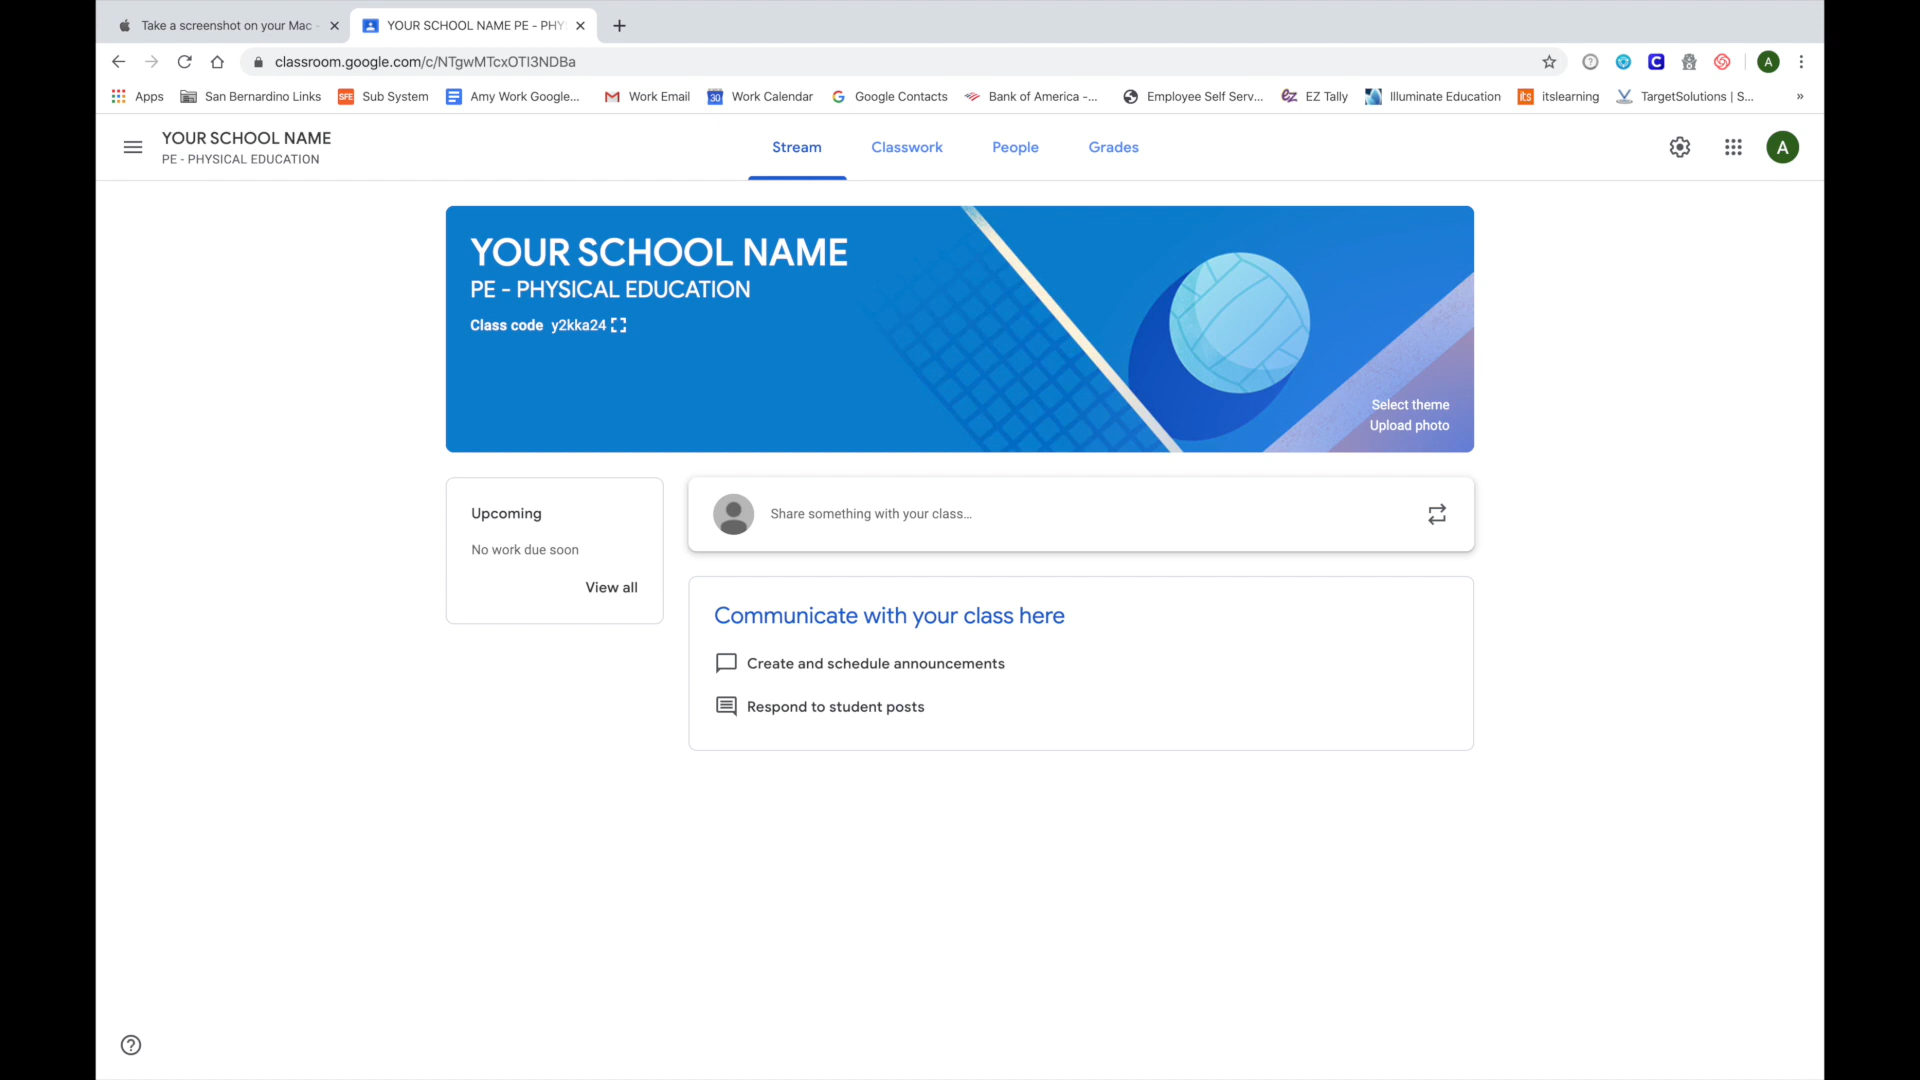 Take a screenshot on your Mac -
YOUR SCHOOL NAME PE - PHY
classroom.google.com/c/NTgwMTcxOTI3NDBa
A
Apps
San Bernardino Links
SFE Sub System
Amy Work Google...
Work Email
30 Work Calendar
G Google Contacts
Bank of America -...
Employee Self Serv...
eZ EZ Tally
Illuminate Education
its itslearning
TargetSolutions | S...
»
YOUR SCHOOL NAME
PE - PHYSICAL EDUCATION
Stream
Classwork
People
Grades
A
YOUR SCHOOL NAME
PE - PHYSICAL EDUCATION
Class code y2kka24
Select theme
Upload photo
Upcoming
No work due soon
View all
Share something with your class...
Communicate with your class here
Create and schedule announcements
Respond to student posts